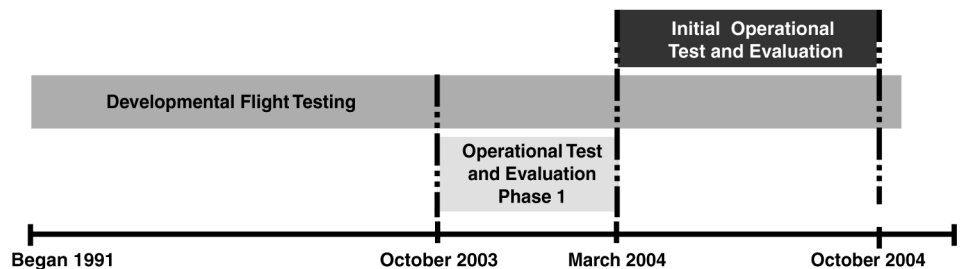 Initial Operational
Test and Evaluation
Developmental Flight Testing
Operational Test
and Evaluation
Phase 1
Began 1991
October 2003
March 2004
October 2004